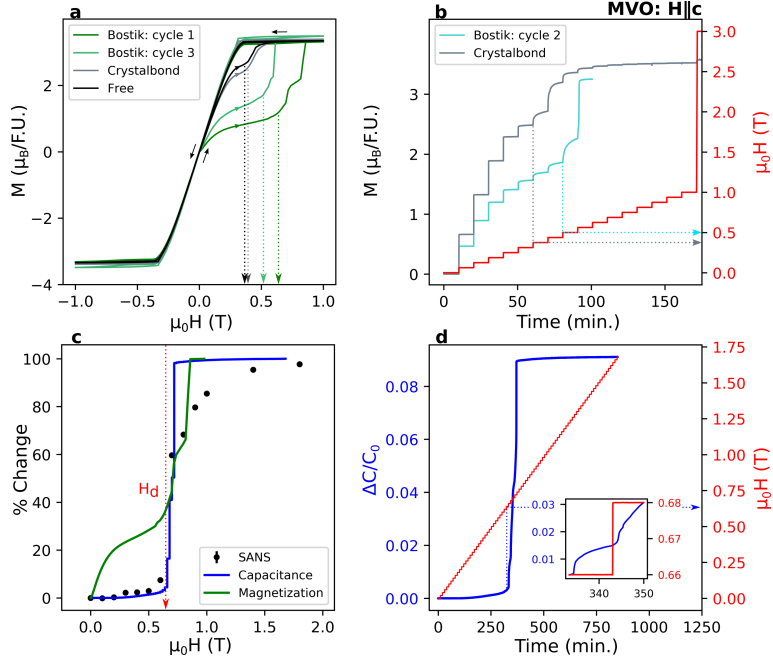 MVO: H∥c
a
Bostik: cycle 1
Bostik: cycle 3
Crystalbond
Free
M (μB/F.U.)
2
0
−2
−4
−1.0 −0.5 0.0 0.5 1.0
μ0H (T)
b
Bostik: cycle 2
Crystalbond
M (μB/F.U.)
3
2
1
0
0 50 100 150
Time (min.)
3.0
2.5
2.0
1.5
1.0
0.5
0.0
μ0H (T)
c
% Change
100
80
60
40
20
0
Hd
SANS
Capacitance
Magnetization
0.0 0.5 1.0 1.5 2.0
μ0H (T)
d
ΔC/C0
0.08
0.06
0.04
0.02
0.00
0.03
0.02
0.01
340 350
0.68
0.67
0.66
0 250 500 750 1000 1250
Time (min.)
1.75
1.50
1.25
1.00
0.75
0.50
0.25
0.00
μ0H (T)